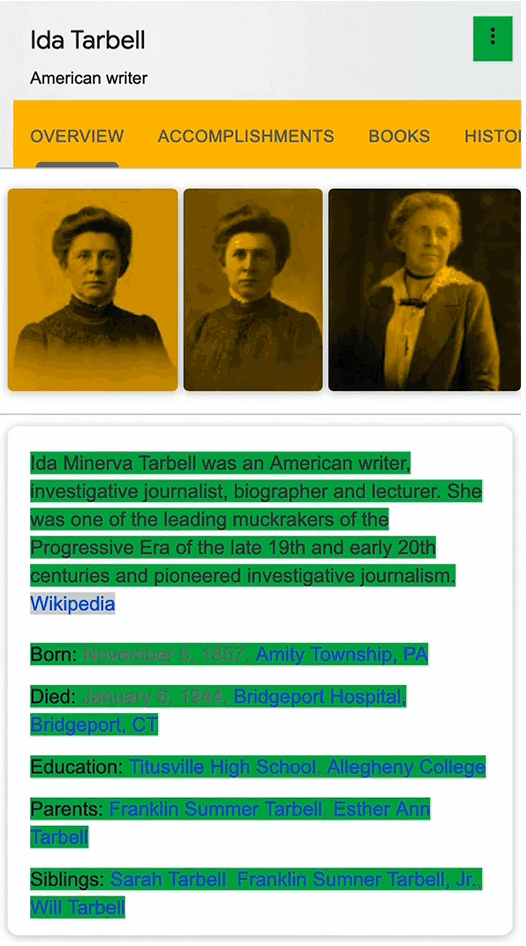 Ida Tarbell
American writer
OVERVIEW ACCOMPLISHMENTS BOOKS HISTO
Ida Minerva Tarbell was an American writer,
investigative journalist, biographer and lecturer. She
was one of the leading muckrakers of the
Progressive Era of the late 19th and early 20th
centuries and pioneered investigative journalism.
Wikipedia
Born: November 5, 1857, Amity Township, PA
Died: January 6, 1944, Bridgeport Hospital,
Bridgeport, CT
Education: Titusville High School, Allegheny College
Parents: Franklin Summer Tarbell, Esther Ann
Tarbell
Siblings: Sarah Tarbell, Franklin Sumner Tarbell, Jr.,
Will Tarbell